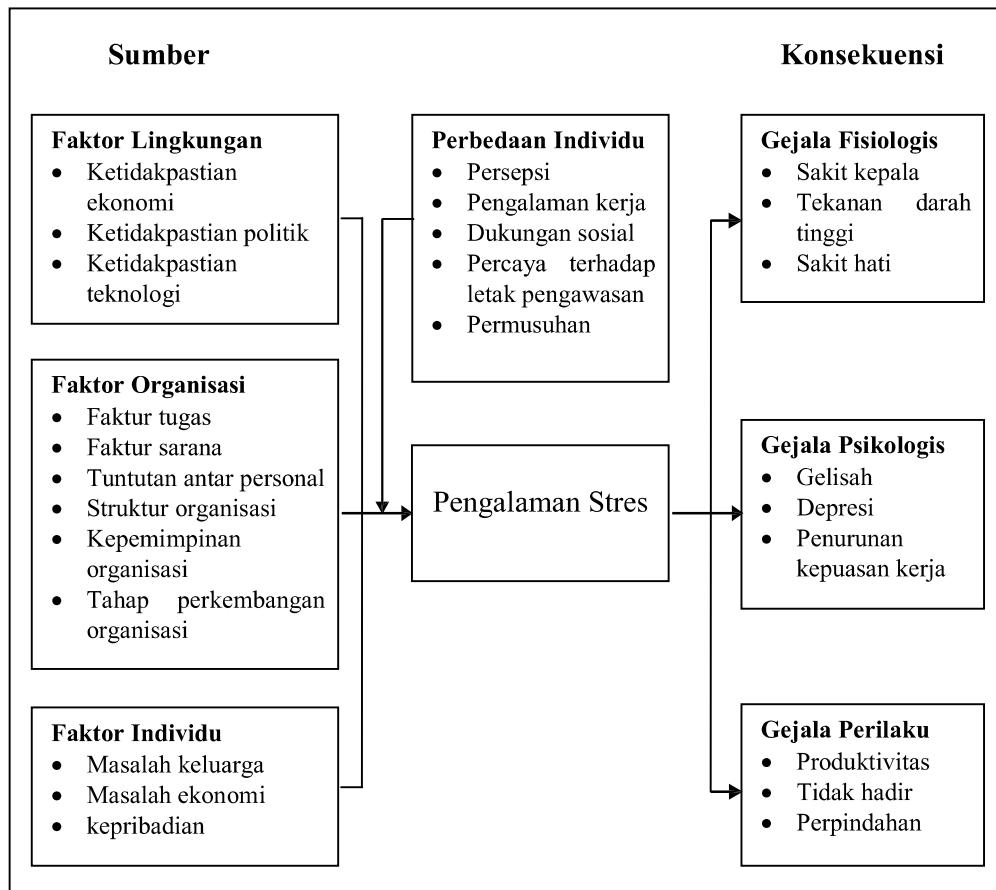 Sumber
Konsekuensi
Faktor Lingkungan
• Ketidakpastian
ekonomi
• Ketidakpastian politik
• Ketidakpastian
teknologi
Faktor Organisasi
• Faktur tugas
• Faktur sarana
• Tuntutan antar personal
• Struktur organisasi
• Kepemimpinan
organisasi
• Tahap perkembangan
organisasi
Faktor Individu
• Masalah keluarga
• Masalah ekonomi
• kepribadian
Perbedaan Individu
• Persepsi
• Pengalaman kerja
• Dukungan sosial
• Percaya terhadap
letak pengawasan
• Permusuhan
Pengalaman Stres
Gejala Fisiologis
• Sakit kepala
• Tekanan darah
tinggi
• Sakit hati
Gejala Psikologis
• Gelisah
• Depresi
• Penurunan
kepuasan kerja
Gejala Perilaku
• Produktivitas
• Tidak hadir
• Perpindahan